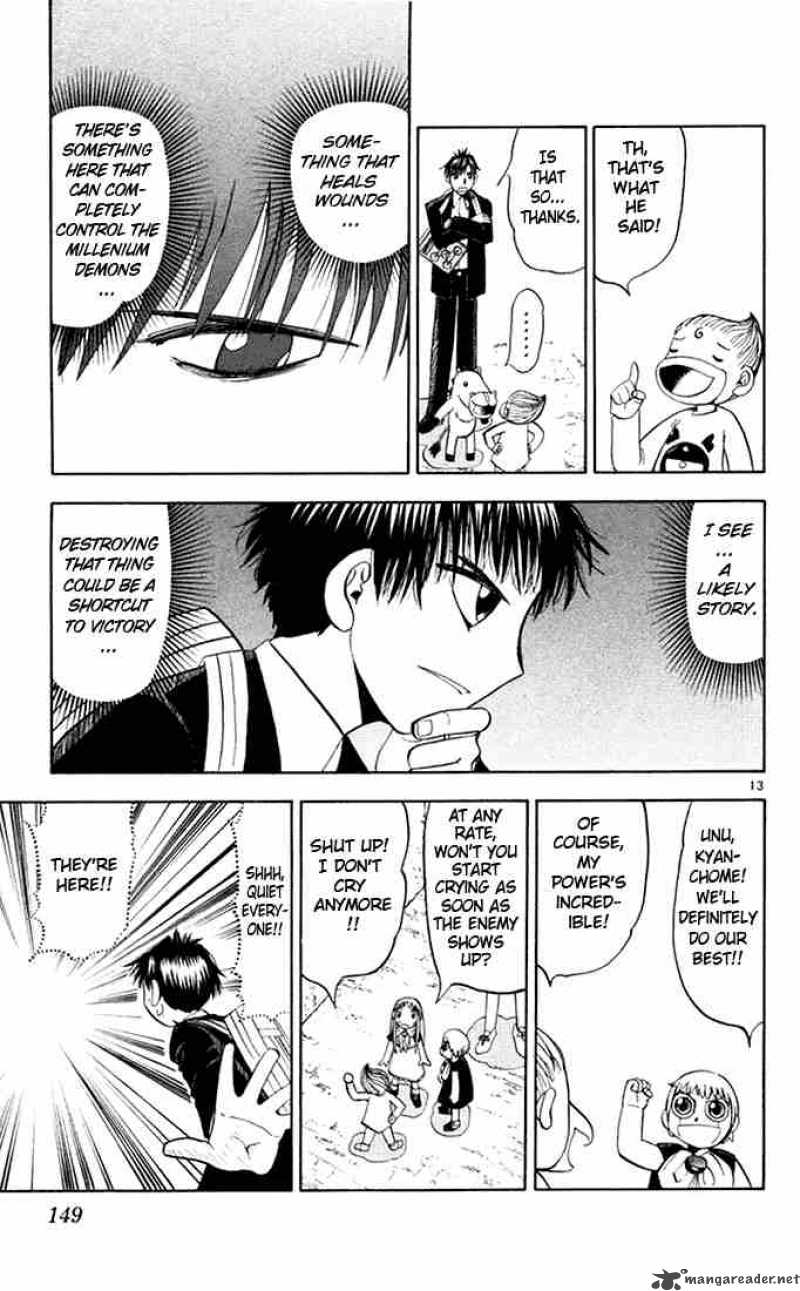 TH,
THAT'S
WHAT
HE
SAID!
IS
THAT
SO...
THANKS.
......
SOME-
THING THAT
HEALS
WOUNDS
...
THERE'S
SOMETHING
HERE THAT
CAN COM-
PLETELY
CONTROL THE
MILLENIUM
DEMONS
...
I SEE
...
A
LIKELY
STORY.
DESTROYING
THAT THING
COULD BE A
SHORTCUT
TO VICTORY
...
13
UNU,
KYAN-
CHOME!
WE'LL
DEFINITELY
DO OUR
BEST!!
OF
COURSE,
MY
POWER'S
INCRED-
IBLE!
AT ANY
RATE,
WON'T YOU
START
CRYING AS
SOON AS
THE ENEMY
SHOWS
UP?
SHUT UP!
I DON'T
CRY
ANYMORE
!!
SHHH,
QUIET
EVERY-
ONE!!
THEY'RE
HERE!!
149
mangareader.net